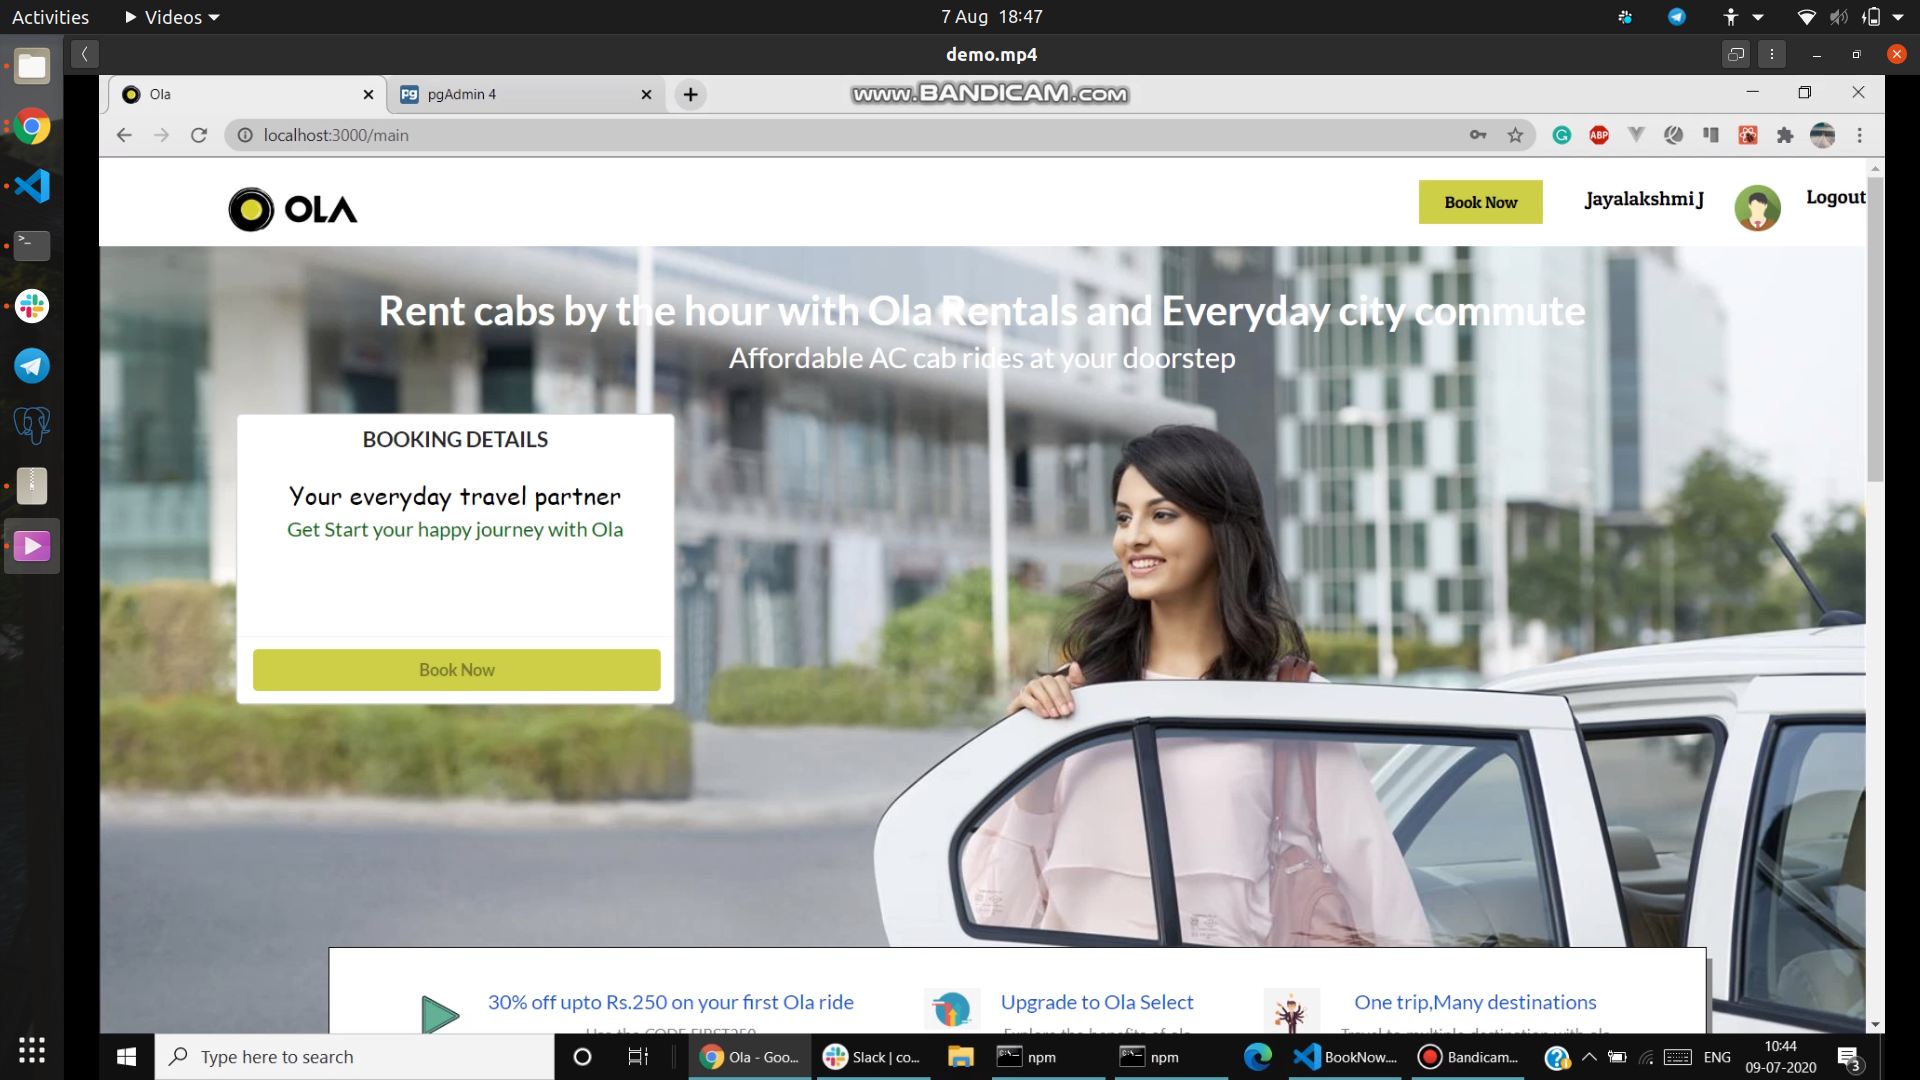 Activities Videos 7 Aug 18:47
demo.mp4
Ola pgAdmin 4 www.BANDICAM.com
localhost:3000/main
OLA Book Now Jayalakshmi J Logout
Rent cabs by the hour with Ola Rentals and Everyday city commute
Affordable AC cab rides at your doorstep
BOOKING DETAILS
Your everyday travel partner
Get Start your happy journey with Ola
Book Now
30% off upto Rs.250 on your first Ola ride Upgrade to Ola Select One trip,Many destinations
Type here to search Ola - Goo... Slack | co... npm npm BookNow.... Bandicam... ENG 10:44
09-07-2020 3